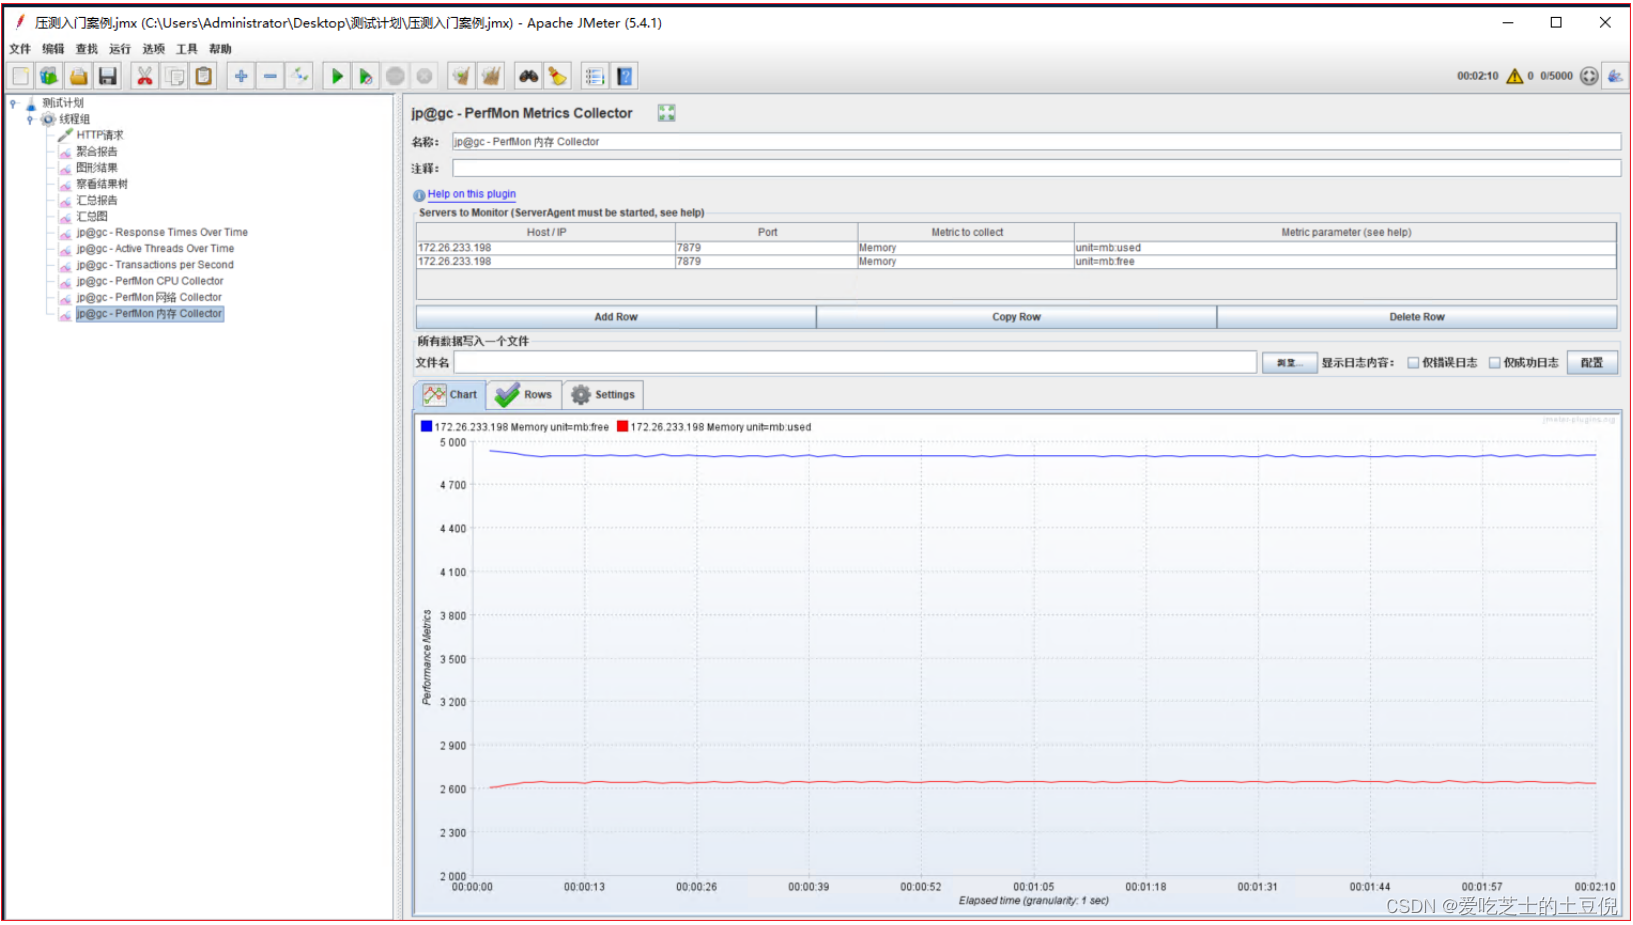 压测入门案例.jmx (C:\Users\Administrator\Desktop\测试计划\压测入门案例.jmx) - Apache JMeter (5.4.1)
文件 编辑 查找 运行 选项 工具 帮助
00:02:10 0 0/5000
测试计划
线程组
HTTP请求
聚合报告
图形结果
察看结果树
汇总报告
汇总图
jp@gc - Response Times Over Time
jp@gc - Active Threads Over Time
jp@gc - Transactions per Second
jp@gc - PerfMon CPU Collector
jp@gc - PerfMon 网络 Collector
jp@gc - PerfMon 内存 Collector
jp@gc - PerfMon Metrics Collector
名称： jp@gc - PerfMon 内存 Collector
注释：
Help on this plugin
Servers to Monitor (ServerAgent must be started, see help)
Host / IP Port Metric to collect Metric parameter (see help)
172.26.233.198 7879 Memory unit=mb:used
172.26.233.198 7879 Memory unit=mb:free
Add Row Copy Row Delete Row
所有数据写入一个文件
文件名 浏览... 显示日志内容： 仅错误日志 仅成功日志 配置
Chart Rows Settings
jmeter-plugins.org
172.26.233.198 Memory unit=mb:free 172.26.233.198 Memory unit=mb:used
5 000
4 700
4 400
4 100
3 800
3 500
3 200
2 900
2 600
2 300
2 000
Performance Metrics
00:00:00 00:00:13 00:00:26 00:00:39 00:00:52 00:01:05 00:01:18 00:01:31 00:01:44 00:01:57 00:02:10
Elapsed time (granularity: 1 sec)
CSDN @爱吃芝士的土豆倪